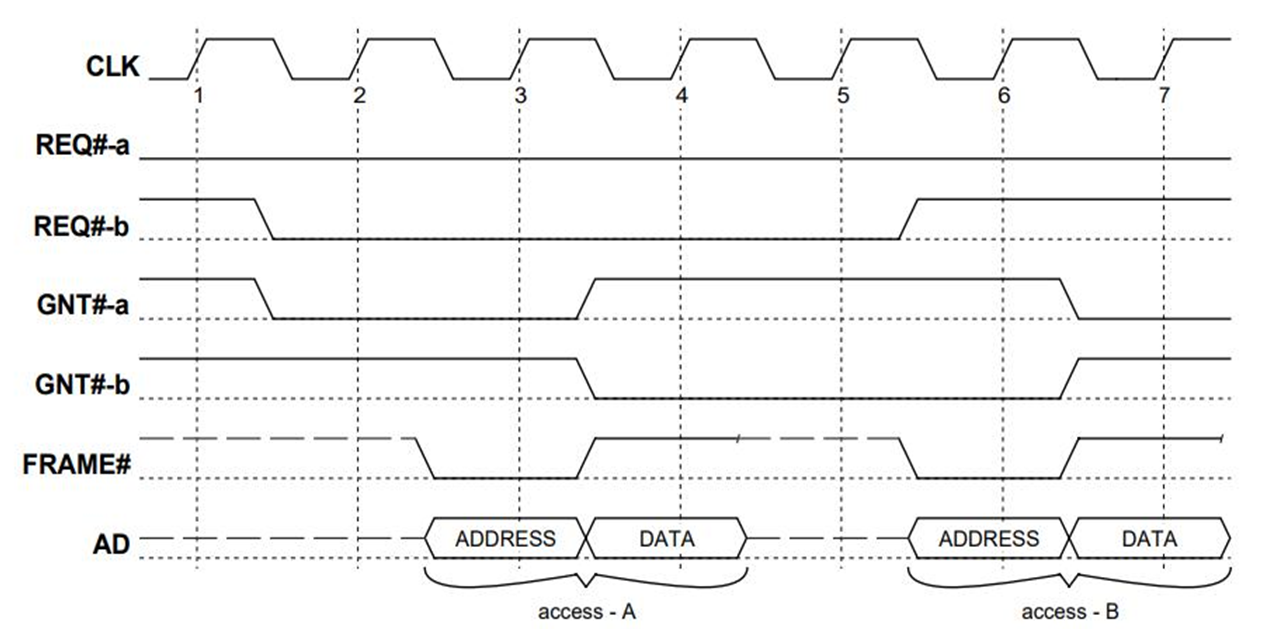 CLK
1 2 3 4 5 6 7
REQ#-a
REQ#-b
GNT#-a
GNT#-b
FRAME#
AD ADDRESS DATA ADDRESS DATA
access - A access - B